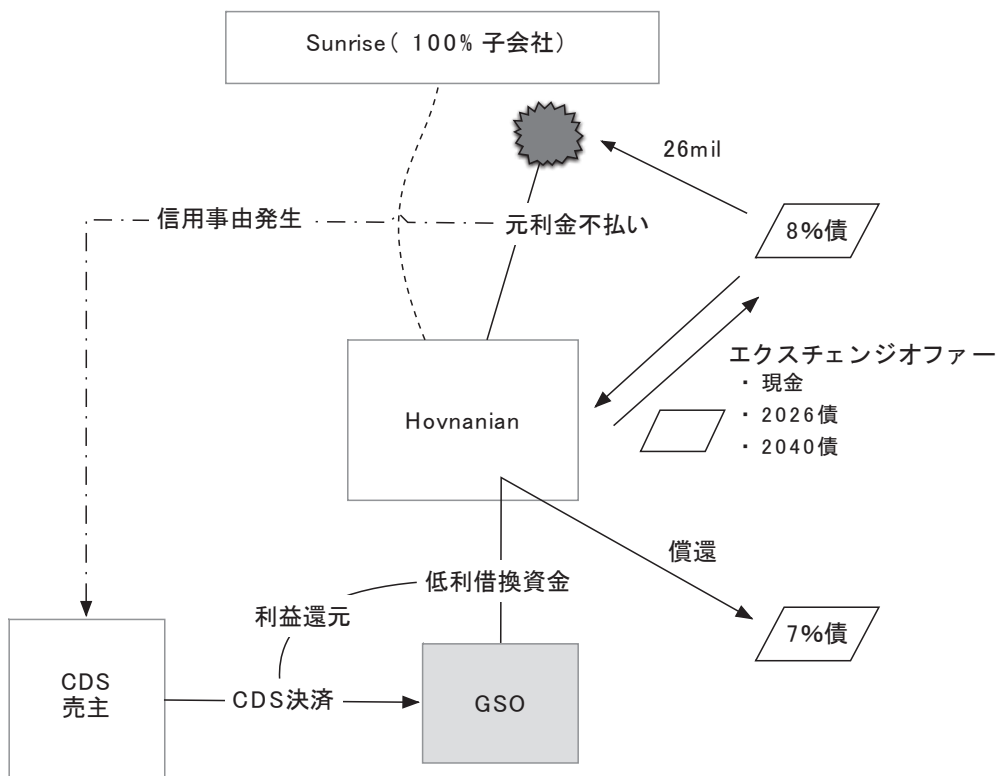 Sunrise( 100% 子会社)
26mil
信用事由発生
元利金不払い
8%債
エクスチェンジオファー
・ 現金
・ 2026債
・ 2040債
Hovnanian
償還
低利借換資金
利益還元
7%債
CDS
売主
CDS決済
GSO